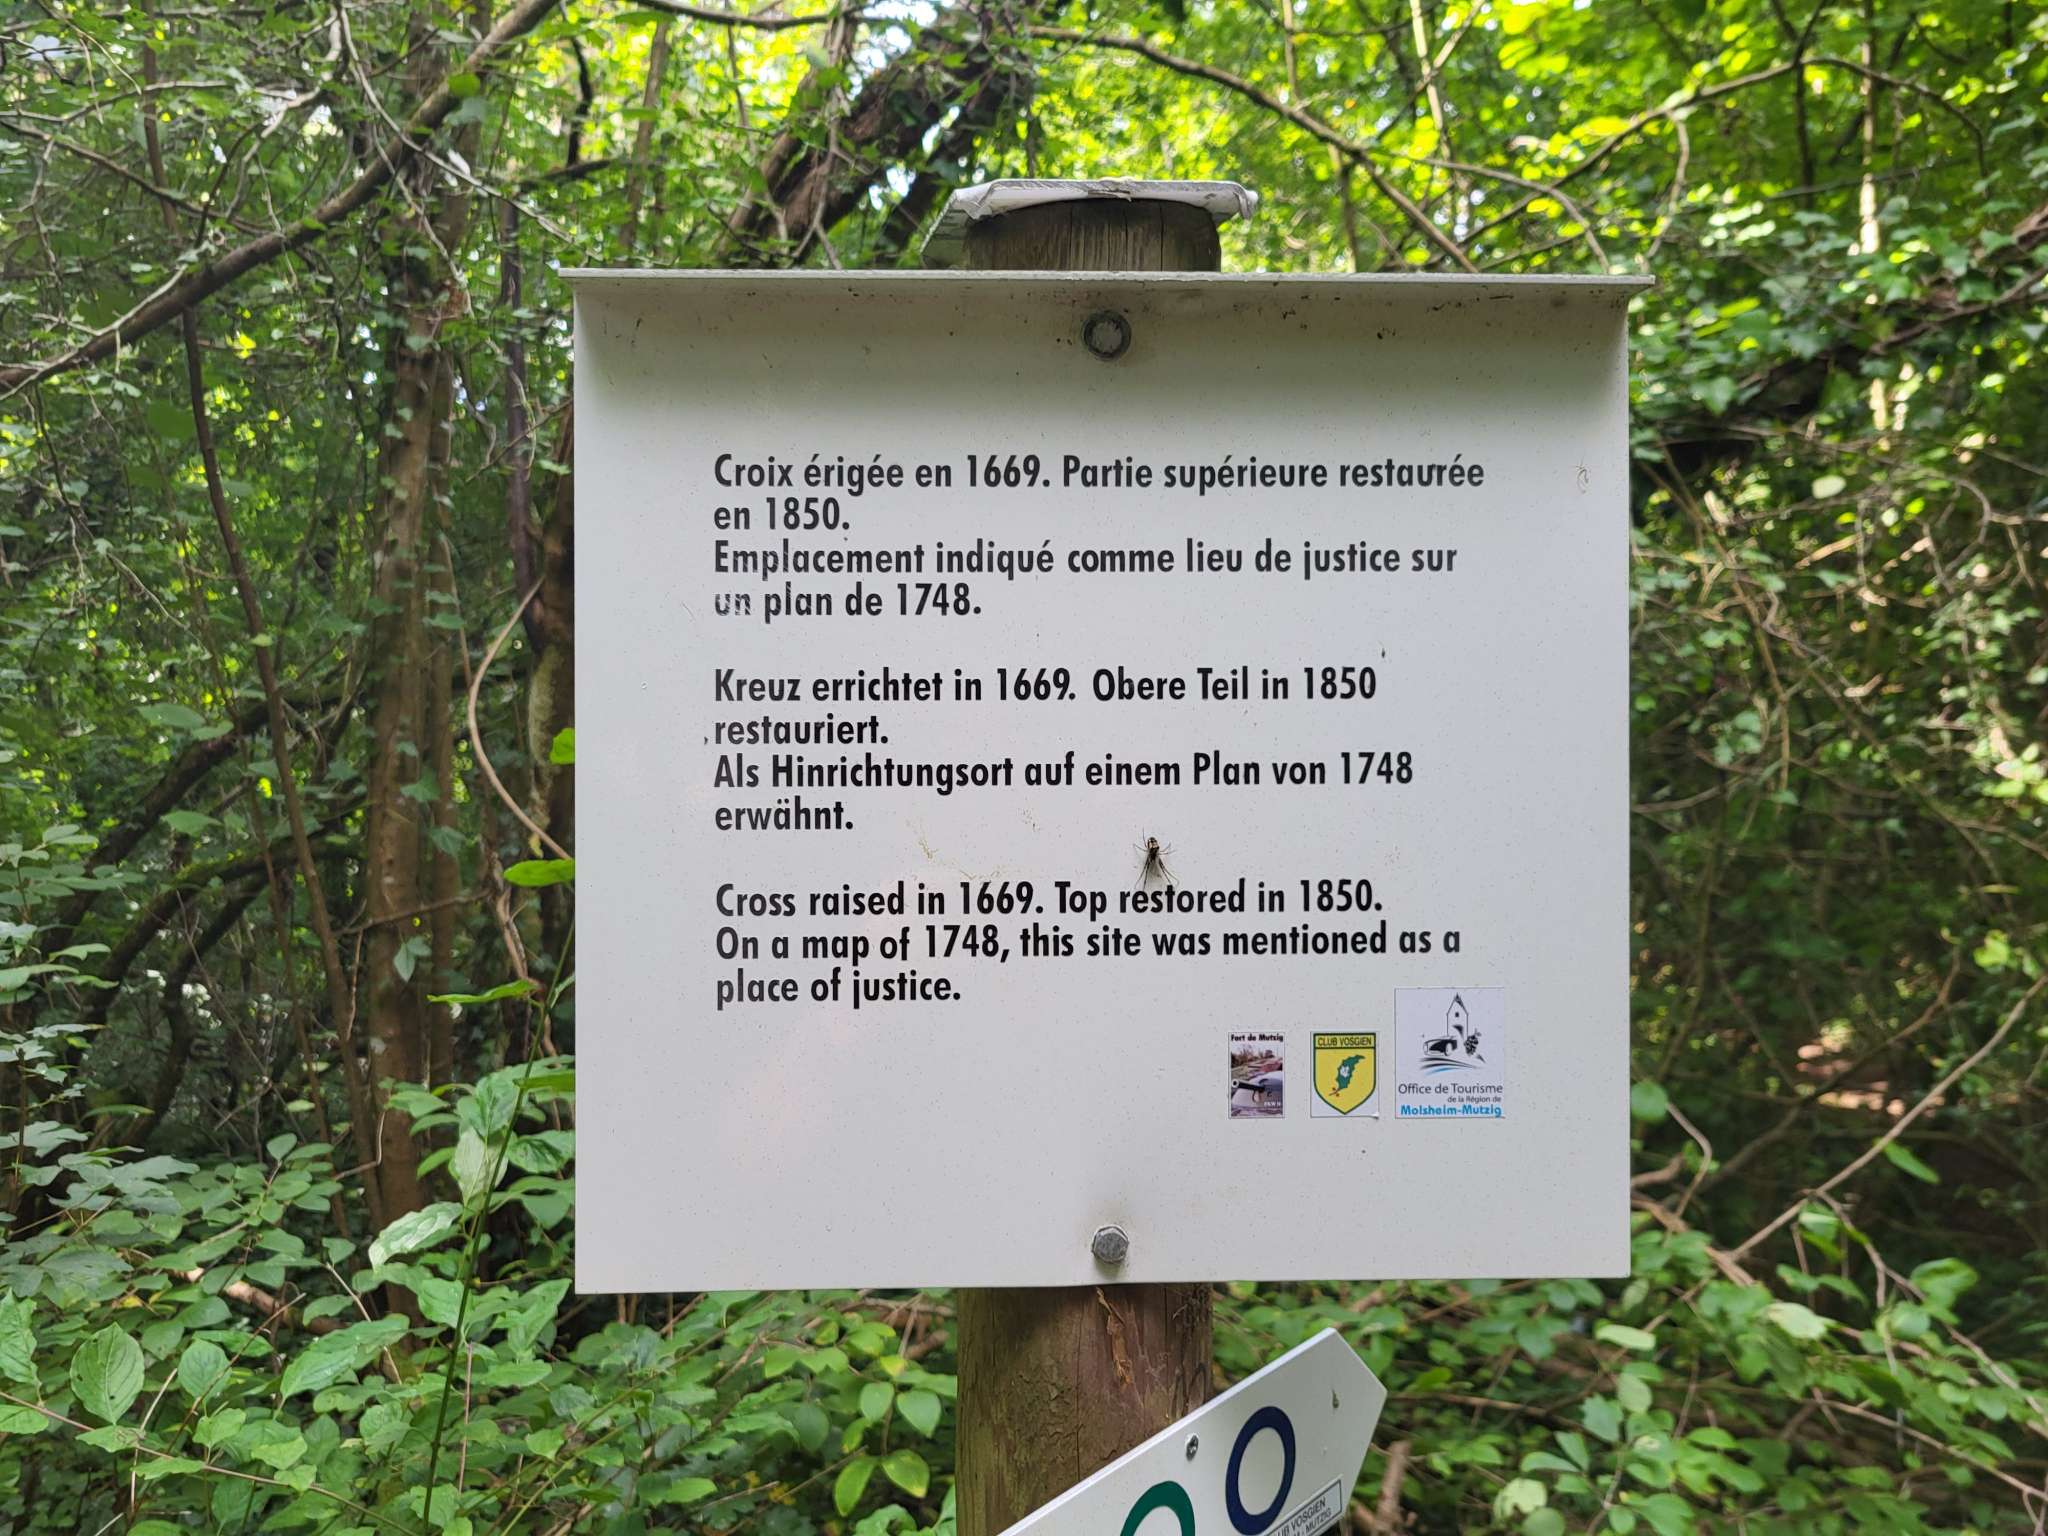 Croix érigée en 1669. Partie supérieure restaurée
en 1850.
Emplacement indiqué comme lieu de justice sur
un plan de 1748.
Kreuz errichtet in 1669. Obere Teil in 1850
restauriert.
Als Hinrichtungsort auf einem Plan von 1748
erwähnt.
Cross raised in 1669. Top restored in 1850.
On a map of 1748, this site was mentioned as a
place of justice.
Fort de Mutzig
CLUB VOSGIEN
Office de Tourisme
de la Région de
Molsheim-Mutzig
VOSGIEN
MUTZIG